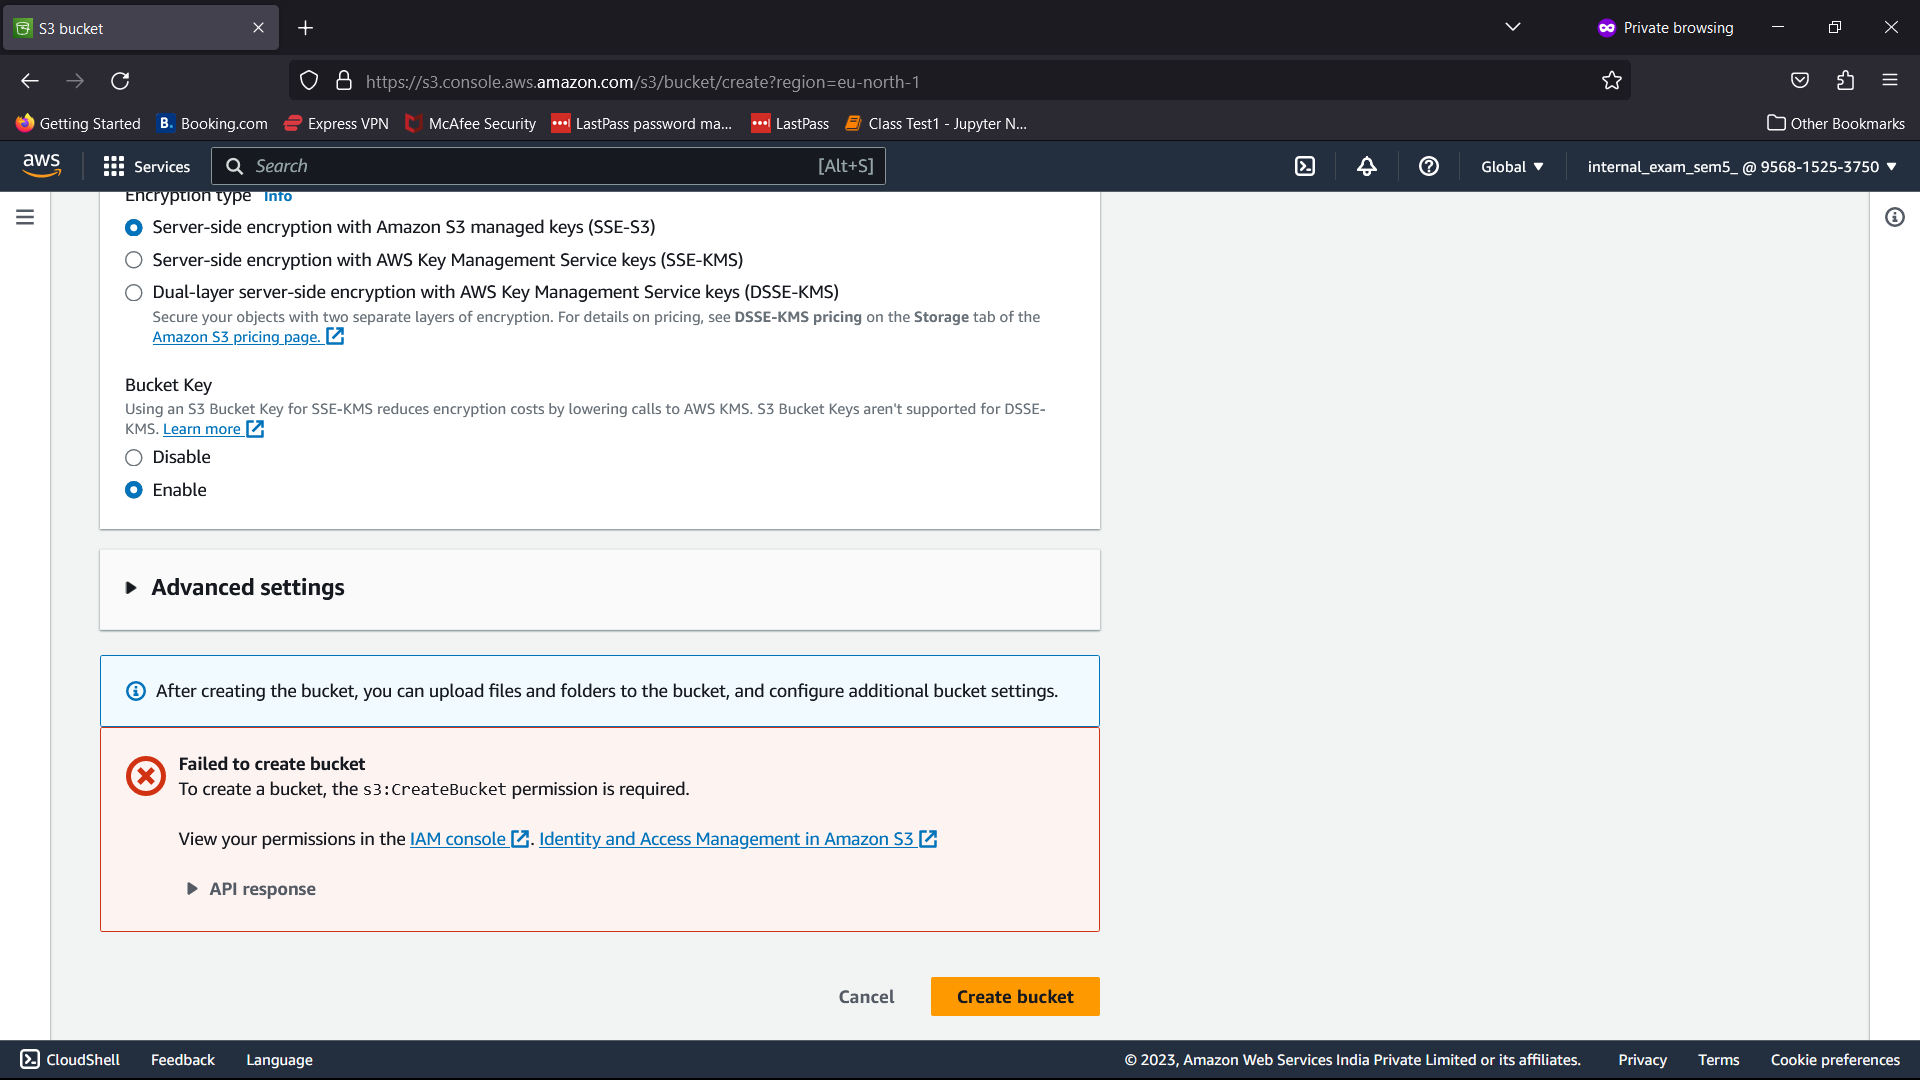 S3 bucket
Private browsing
https://s3.console.aws.amazon.com/s3/bucket/create?region=eu-north-1
Getting Started
B. Booking.com
Express VPN
McAfee Security
LastPass password ma...
LastPass
Class Test1 - Jupyter N...
Other Bookmarks
aws
Services
Search
[Alt+S]
Global
internal_exam_sem5_ @ 9568-1525-3750
Encryption type Info
Server-side encryption with Amazon S3 managed keys (SSE-S3)
Server-side encryption with AWS Key Management Service keys (SSE-KMS)
Dual-layer server-side encryption with AWS Key Management Service keys (DSSE-KMS)
Secure your objects with two separate layers of encryption. For details on pricing, see DSSE-KMS pricing on the Storage tab of the
Amazon S3 pricing page.
Bucket Key
Using an S3 Bucket Key for SSE-KMS reduces encryption costs by lowering calls to AWS KMS. S3 Bucket Keys aren't supported for DSSE-
KMS. Learn more
Disable
Enable
Advanced settings
After creating the bucket, you can upload files and folders to the bucket, and configure additional bucket settings.
Failed to create bucket
To create a bucket, the s3:CreateBucket permission is required.
View your permissions in the IAM console. Identity and Access Management in Amazon S3
API response
Cancel
Create bucket
CloudShell
Feedback
Language
© 2023, Amazon Web Services India Private Limited or its affiliates.
Privacy
Terms
Cookie preferences